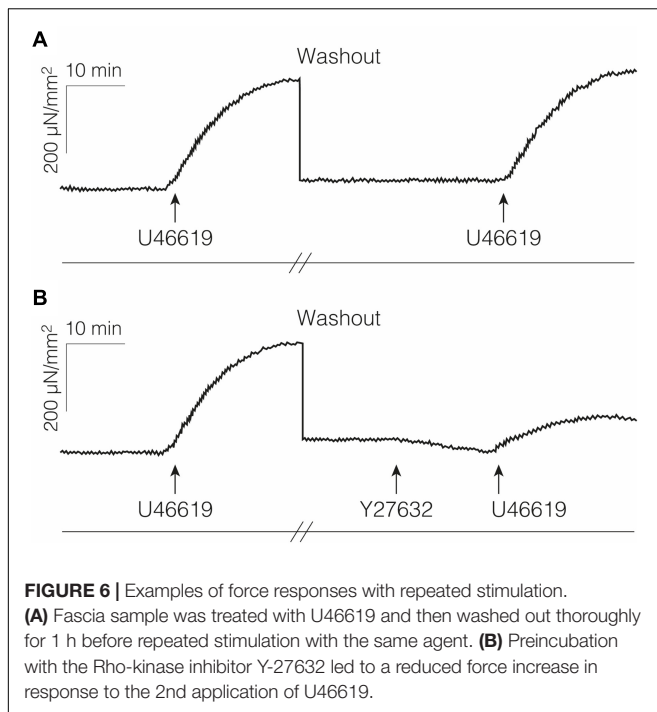 A
Washout
10 min
200 µN/mm²
U46619
U46619
//
B
Washout
10 min
200 µN/mm²
U46619
Y27632
U46619
//
FIGURE 6 | Examples of force responses with repeated stimulation.
(A) Fascia sample was treated with U46619 and then washed out thoroughly
for 1 h before repeated stimulation with the same agent. (B) Preincubation
with the Rho-kinase inhibitor Y-27632 led to a reduced force increase in
response to the 2nd application of U46619.